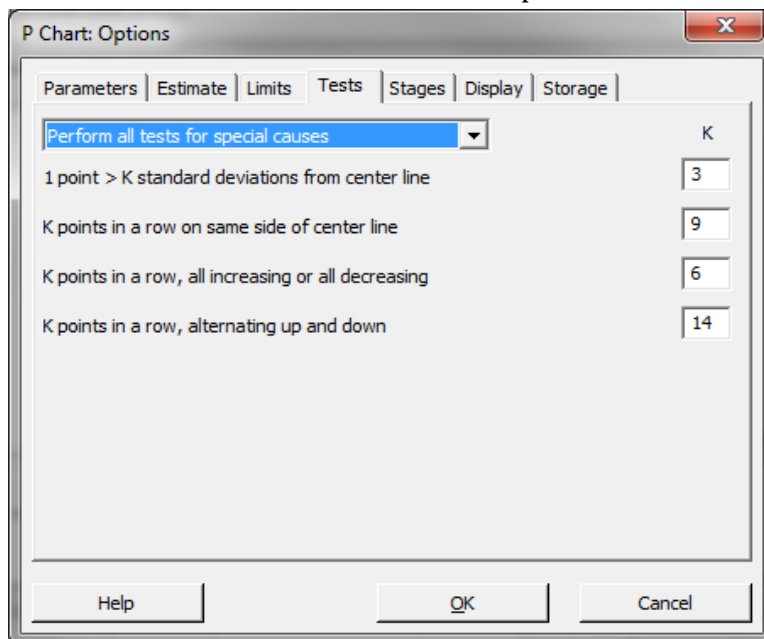 P Chart: Options
Parameters Estimate Limits Tests Stages Display Storage
Perform all tests for special causes K
1 point > K standard deviations from center line 3
K points in a row on same side of center line 9
K points in a row, all increasing or all decreasing 6
K points in a row, alternating up and down 14
Help OK Cancel